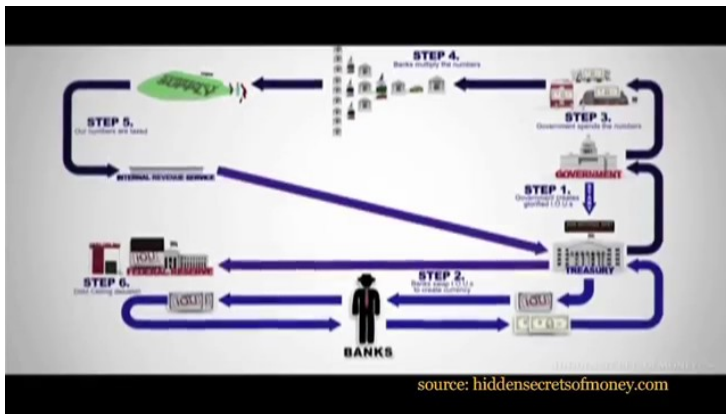 STEP 4.
Banks multiply the numbers
STEP 5.
Our numbers are taxed
STEP 3.
Government spends the numbers
INTERNAL REVENUE SERVICE
GOVERNMENT
STEP 1.
Government creates
glorified I.O.U.s
TREASURY
FEDERAL RESERVE
IOU
STEP 6.
Debt ceiling delusion
STEP 2.
Banks swap I.O.U.s
to create currency
IOU
IOU
BANKS
source: hiddensecretsofmoney.com